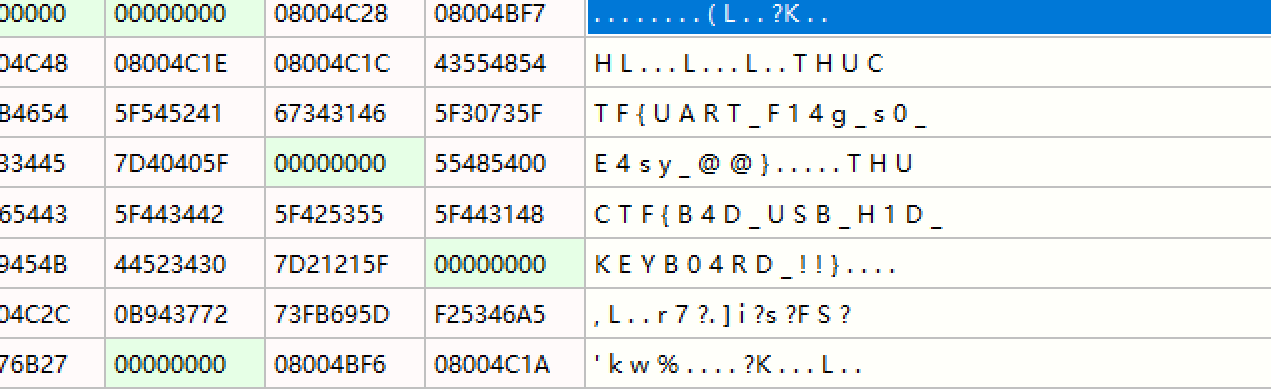 00000 00000000 08004C28 08004BF7 ........(L..?K..
04C48 08004C1E 08004C1C 43554854 HL...L...L..THUC
B4654 5F545241 67343146 5F30735F TF{UART_F14g_s0_
33445 7D40405F 00000000 55485400 E4sy_@@}.....THU
65443 5F443442 5F425355 5F443148 CTF{B4D_USB_H1D_
9454B 44523430 7D21215F 00000000 KEYB04RD_!!}....
04C2C 0B943772 73FB695D F25346A5 ,L..r7?.]i?s?FS?
76B27 00000000 08004BF6 08004C1A 'kw%....?K...L..